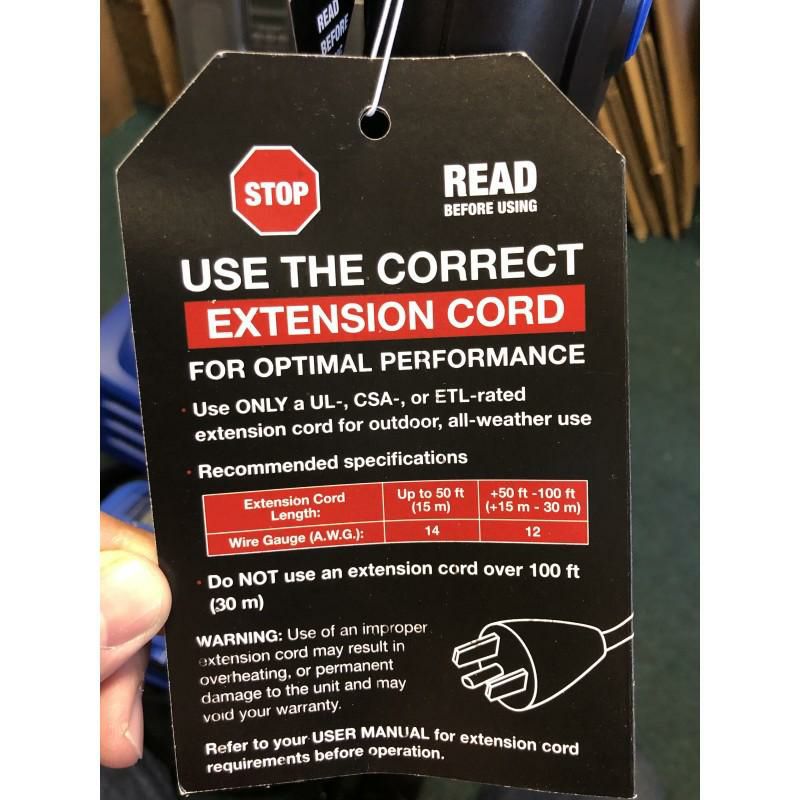 READ
BEFORE
STOP
READ
BEFORE USING
USE THE CORRECT
EXTENSION CORD
FOR OPTIMAL PERFORMANCE
• Use ONLY a UL-, CSA-, or ETL-rated
extension cord for outdoor, all-weather use
• Recommended specifications
Extension Cord Length: Up to 50 ft (15 m) +50 ft -100 ft (+15 m - 30 m)
Wire Gauge (A.W.G.): 14 12
• Do NOT use an extension cord over 100 ft
(30 m)
WARNING: Use of an improper
extension cord may result in
overheating, or permanent
damage to the unit and may
void your warranty.
Refer to your USER MANUAL for extension cord
requirements before operation.